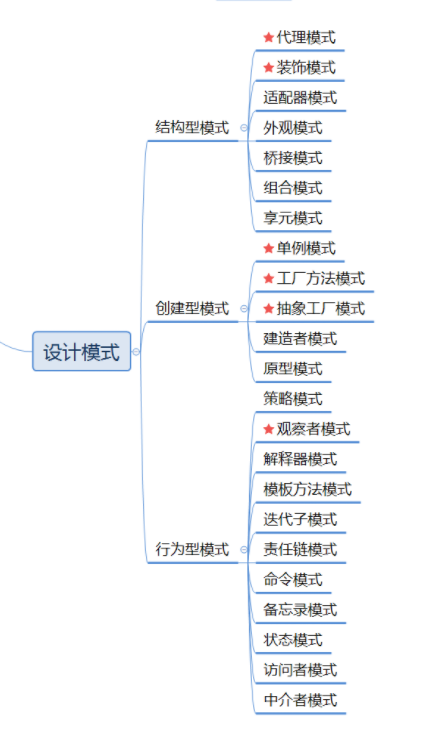 设计模式
结构型模式
★代理模式
★装饰模式
适配器模式
外观模式
桥接模式
组合模式
享元模式
创建型模式
★单例模式
★工厂方法模式
★抽象工厂模式
建造者模式
原型模式
行为型模式
策略模式
★观察者模式
解释器模式
模板方法模式
迭代子模式
责任链模式
命令模式
备忘录模式
状态模式
访问者模式
中介者模式